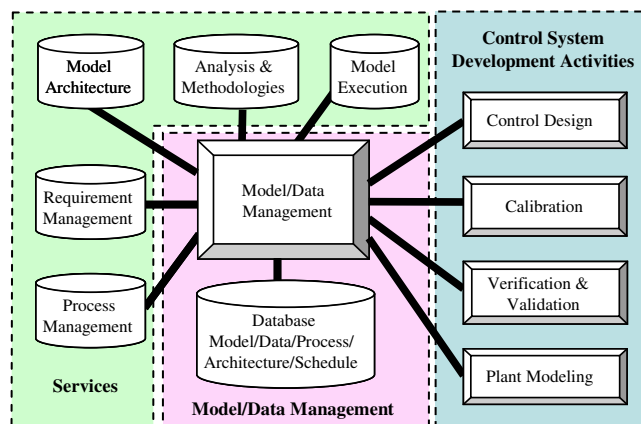 Model
Architecture
Analysis &
Methodologies
Model
Execution
Control System
Development Activities
Control Design
Requirement
Management
Model/Data
Management
Calibration
Process
Management
Database
Model/Data/Process/
Architecture/Schedule
Verification &
Validation
Plant Modeling
Services
Model/Data Management